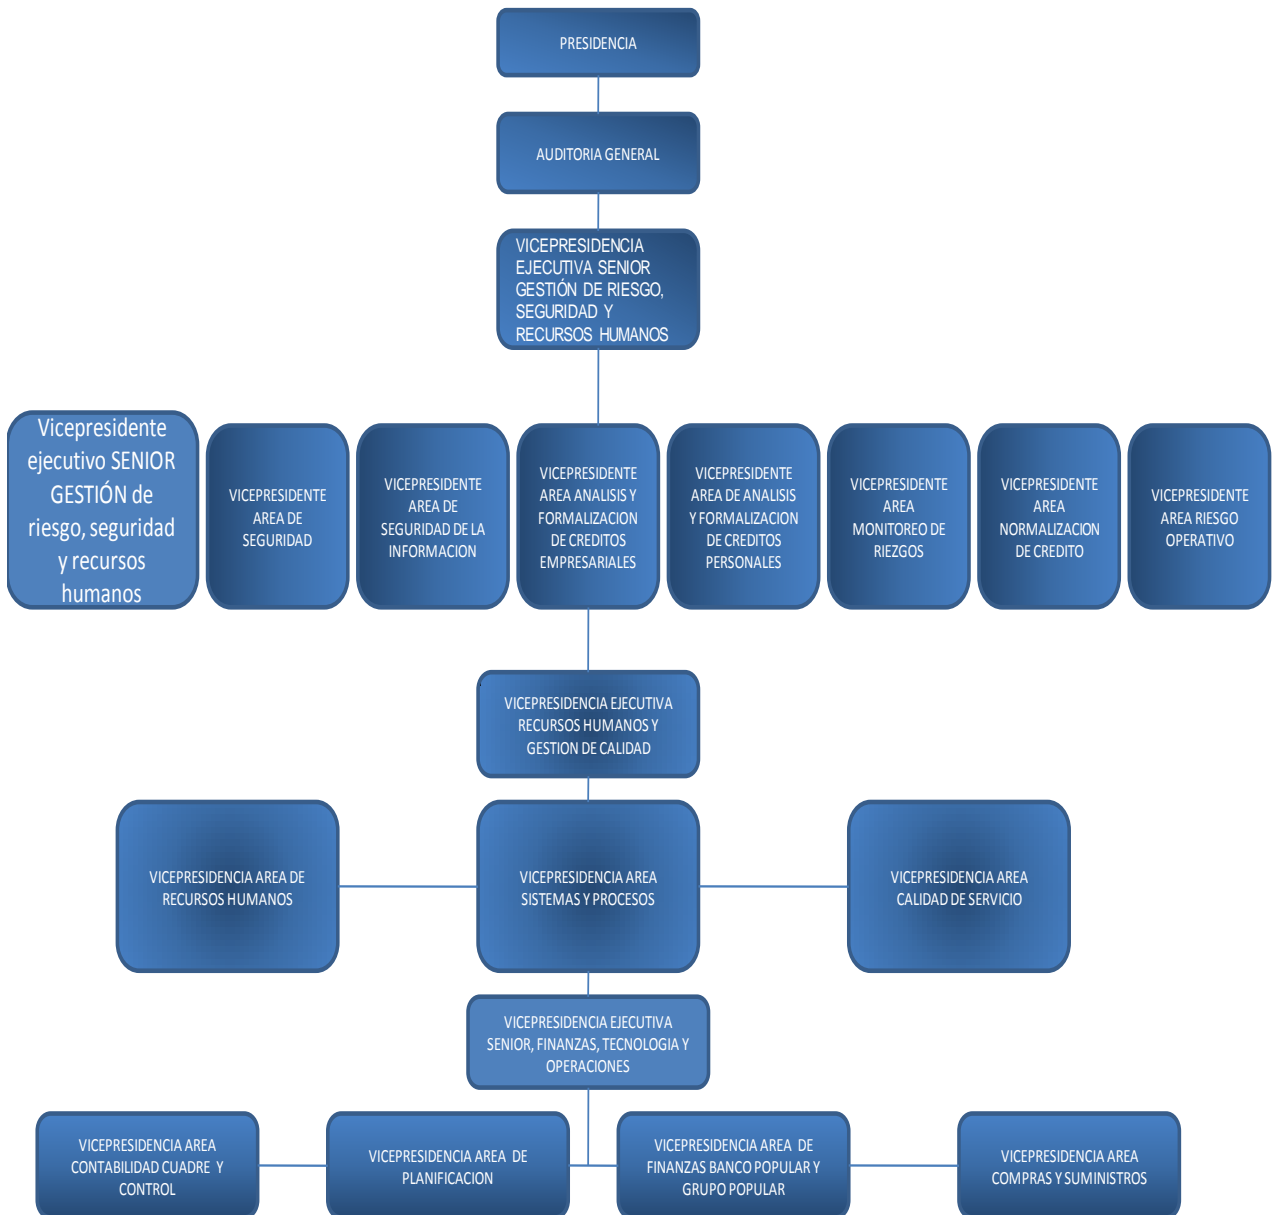 PRESIDENCIA
AUDITORIA GENERAL
VICEPRESIDENCIA
EJECUTIVA SENIOR
GESTIÓN DE RIESGO,
SEGURIDAD Y
RECURSOS HUMANOS
Vicepresidente
ejecutivo SENIOR
GESTIÓN de
riesgo, seguridad
y recursos
humanos
VICEPRESIDENTE
AREA DE
SEGURIDAD
VICEPRESIDENTE
AREA DE
SEGURIDAD DE LA
INFORMACION
VICEPRESIDENTE
AREA ANALISIS Y
FORMALIZACION
DE CREDITOS
EMPRESARIALES
VICEPRESIDENTE
AREA DE ANALISIS
Y FORMALIZACION
DE CREDITOS
PERSONALES
VICEPRESIDENTE
AREA
MONITOREO DE
RIEZGOS
VICEPRESIDENTE
AREA
NORMALIZACION
DE CREDITO
VICEPRESIDENTE
AREA RIESGO
OPERATIVO
VICEPRESIDENCIA EJECUTIVA
RECURSOS HUMANOS Y
GESTION DE CALIDAD
VICEPRESIDENCIA AREA DE
RECURSOS HUMANOS
VICEPRESIDENCIA AREA
SISTEMAS Y PROCESOS
VICEPRESIDENCIA AREA
CALIDAD DE SERVICIO
VICEPRESIDENCIA EJECUTIVA
SENIOR, FINANZAS, TECNOLOGIA Y
OPERACIONES
VICEPRESIDENCIA AREA
CONTABILIDAD CUADRE Y
CONTROL
VICEPRESIDENCIA AREA DE
PLANIFICACION
VICEPRESIDENCIA AREA DE
FINANZAS BANCO POPULAR Y
GRUPO POPULAR
VICEPRESIDENCIA AREA
COMPRAS Y SUMINISTROS